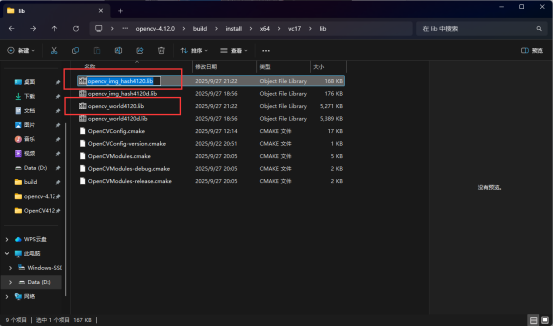 lib
opencv-4.12.0 > build > install > x64 > vc17 > lib
在 lib 中搜索
新建
排序
查看
预览
名称 修改日期 类型 大小
opencv_img_hash4120.lib 2025/9/27 21:22 Object File Library 168 KB
opencv_img_hash4120d.lib 2025/9/27 18:56 Object File Library 176 KB
opencv_world4120.lib 2025/9/27 21:22 Object File Library 5,271 KB
opencv_world4120d.lib 2025/9/27 18:56 Object File Library 5,389 KB
OpenCVConfig.cmake 2025/9/27 12:14 CMAKE 文件 17 KB
OpenCVConfig-version.cmake 2025/9/22 20:51 CMAKE 文件 1 KB
OpenCVModules.cmake 2025/9/27 20:05 CMAKE 文件 5 KB
OpenCVModules-debug.cmake 2025/9/27 20:05 CMAKE 文件 2 KB
OpenCVModules-release.cmake 2025/9/27 20:05 CMAKE 文件 2 KB
桌面
下载
文档
图片
音乐
视频
Data (D:)
build
opencv-4.12
OpenCV412
WPS云盘
此电脑
Windows-SSD
Data (D:)
网络
没有预览。
9 个项目 选中 1 个项目 167 KB